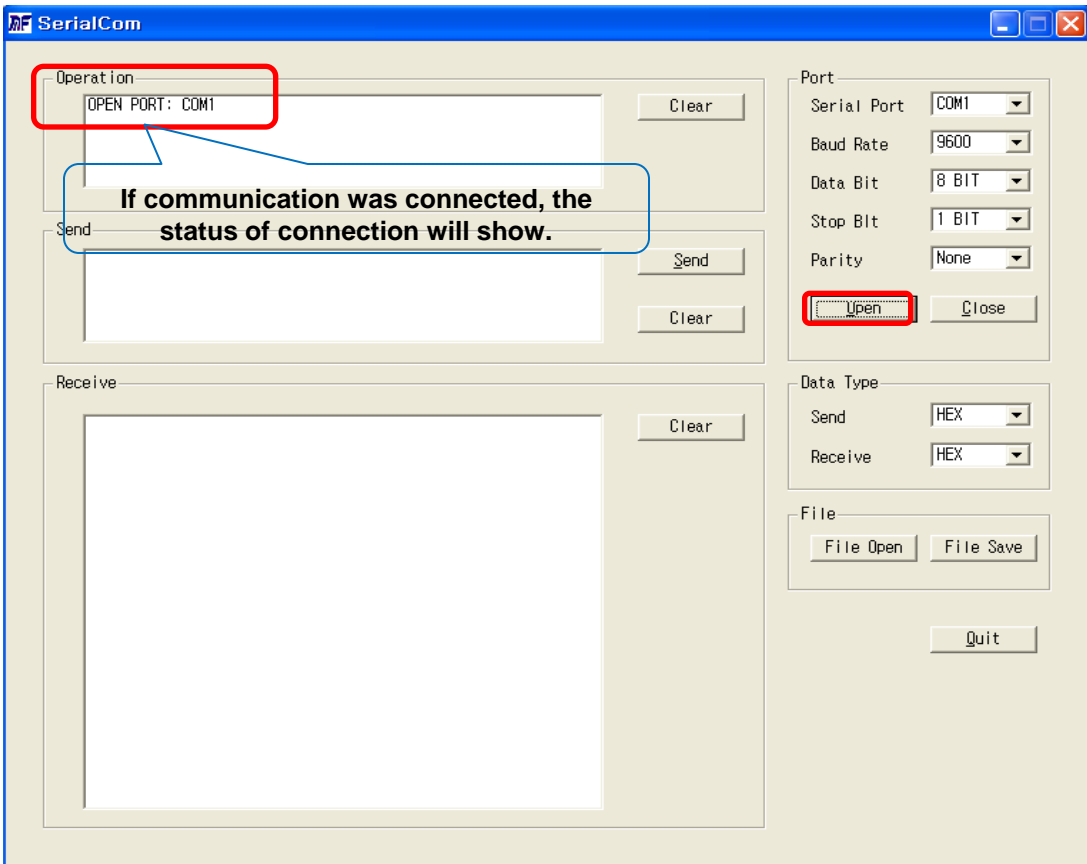 SerialCom
Operation
OPEN PORT: COM1
Clear
If communication was connected, the
status of connection will show.
Send
Send
Clear
Receive
Clear
Port
Serial Port COM1
Baud Rate 9600
Data Bit 8 BIT
Stop BIt 1 BIT
Parity None
Open Close
Data Type
Send HEX
Receive HEX
File
File Open File Save
Quit